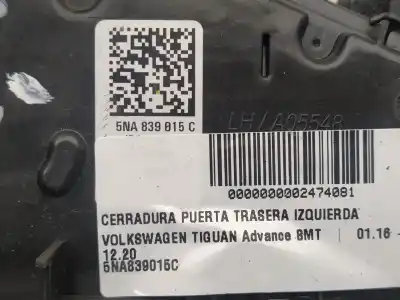 5NA 839 015 C
LH/A05548
0000000002474081
CERRADURA PUERTA TRASERA IZQUIERDA
VOLKSWAGEN TIGUAN Advance BMT | 01.16 -
12.20
5NA839015C